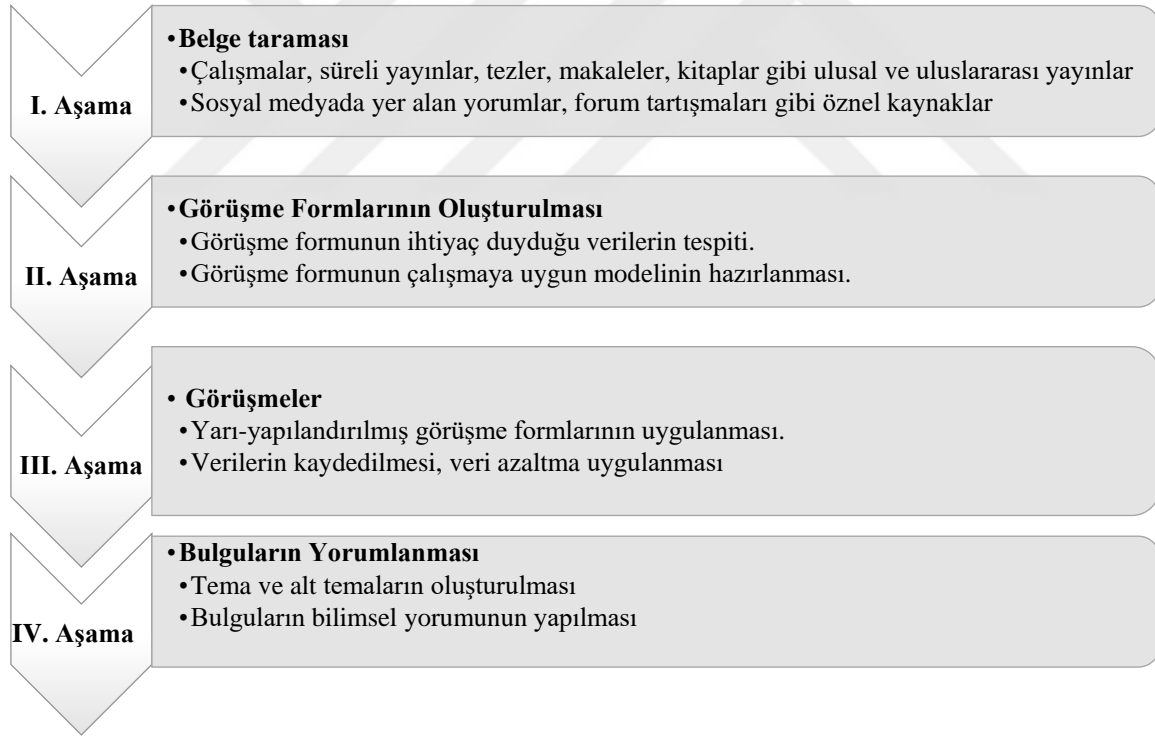 I. Aşama
•Belge taraması
•Çalışmalar, süreli yayınlar, tezler, makaleler, kitaplar gibi ulusal ve uluslararası yayınlar
•Sosyal medyada yer alan yorumlar, forum tartışmaları gibi öznel kaynaklar
II. Aşama
•Görüşme Formlarının Oluşturulması
•Görüşme formunun ihtiyaç duyduğu verilerin tespiti.
•Görüşme formunun çalışmaya uygun modelinin hazırlanması.
III. Aşama
• Görüşmeler
•Yarı-yapılandırılmış görüşme formlarının uygulanması.
•Verilerin kaydedilmesi, veri azaltma uygulanması
IV. Aşama
•Bulguların Yorumlanması
•Tema ve alt temaların oluşturulması
•Bulguların bilimsel yorumunun yapılması